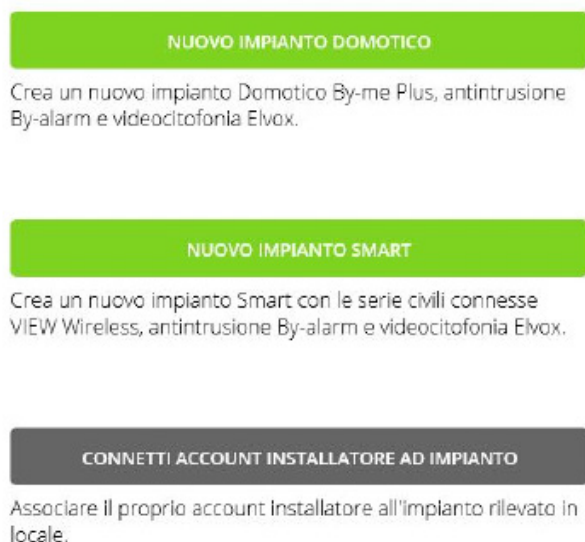 NUOVO IMPIANTO DOMOTICO
Crea un nuovo impianto Domotico By-me Plus, antintrusione
By-alarm e videocitofonia Elvox.
NUOVO IMPIANTO SMART
Crea un nuovo impianto Smart con le serie civili connesse
VIEW Wireless, antintrusione By-alarm e videocitofonia Elvox.
CONNETTI ACCOUNT INSTALLATORE AD IMPIANTO
Associare il proprio account installatore all'impianto rilevato in
locale.